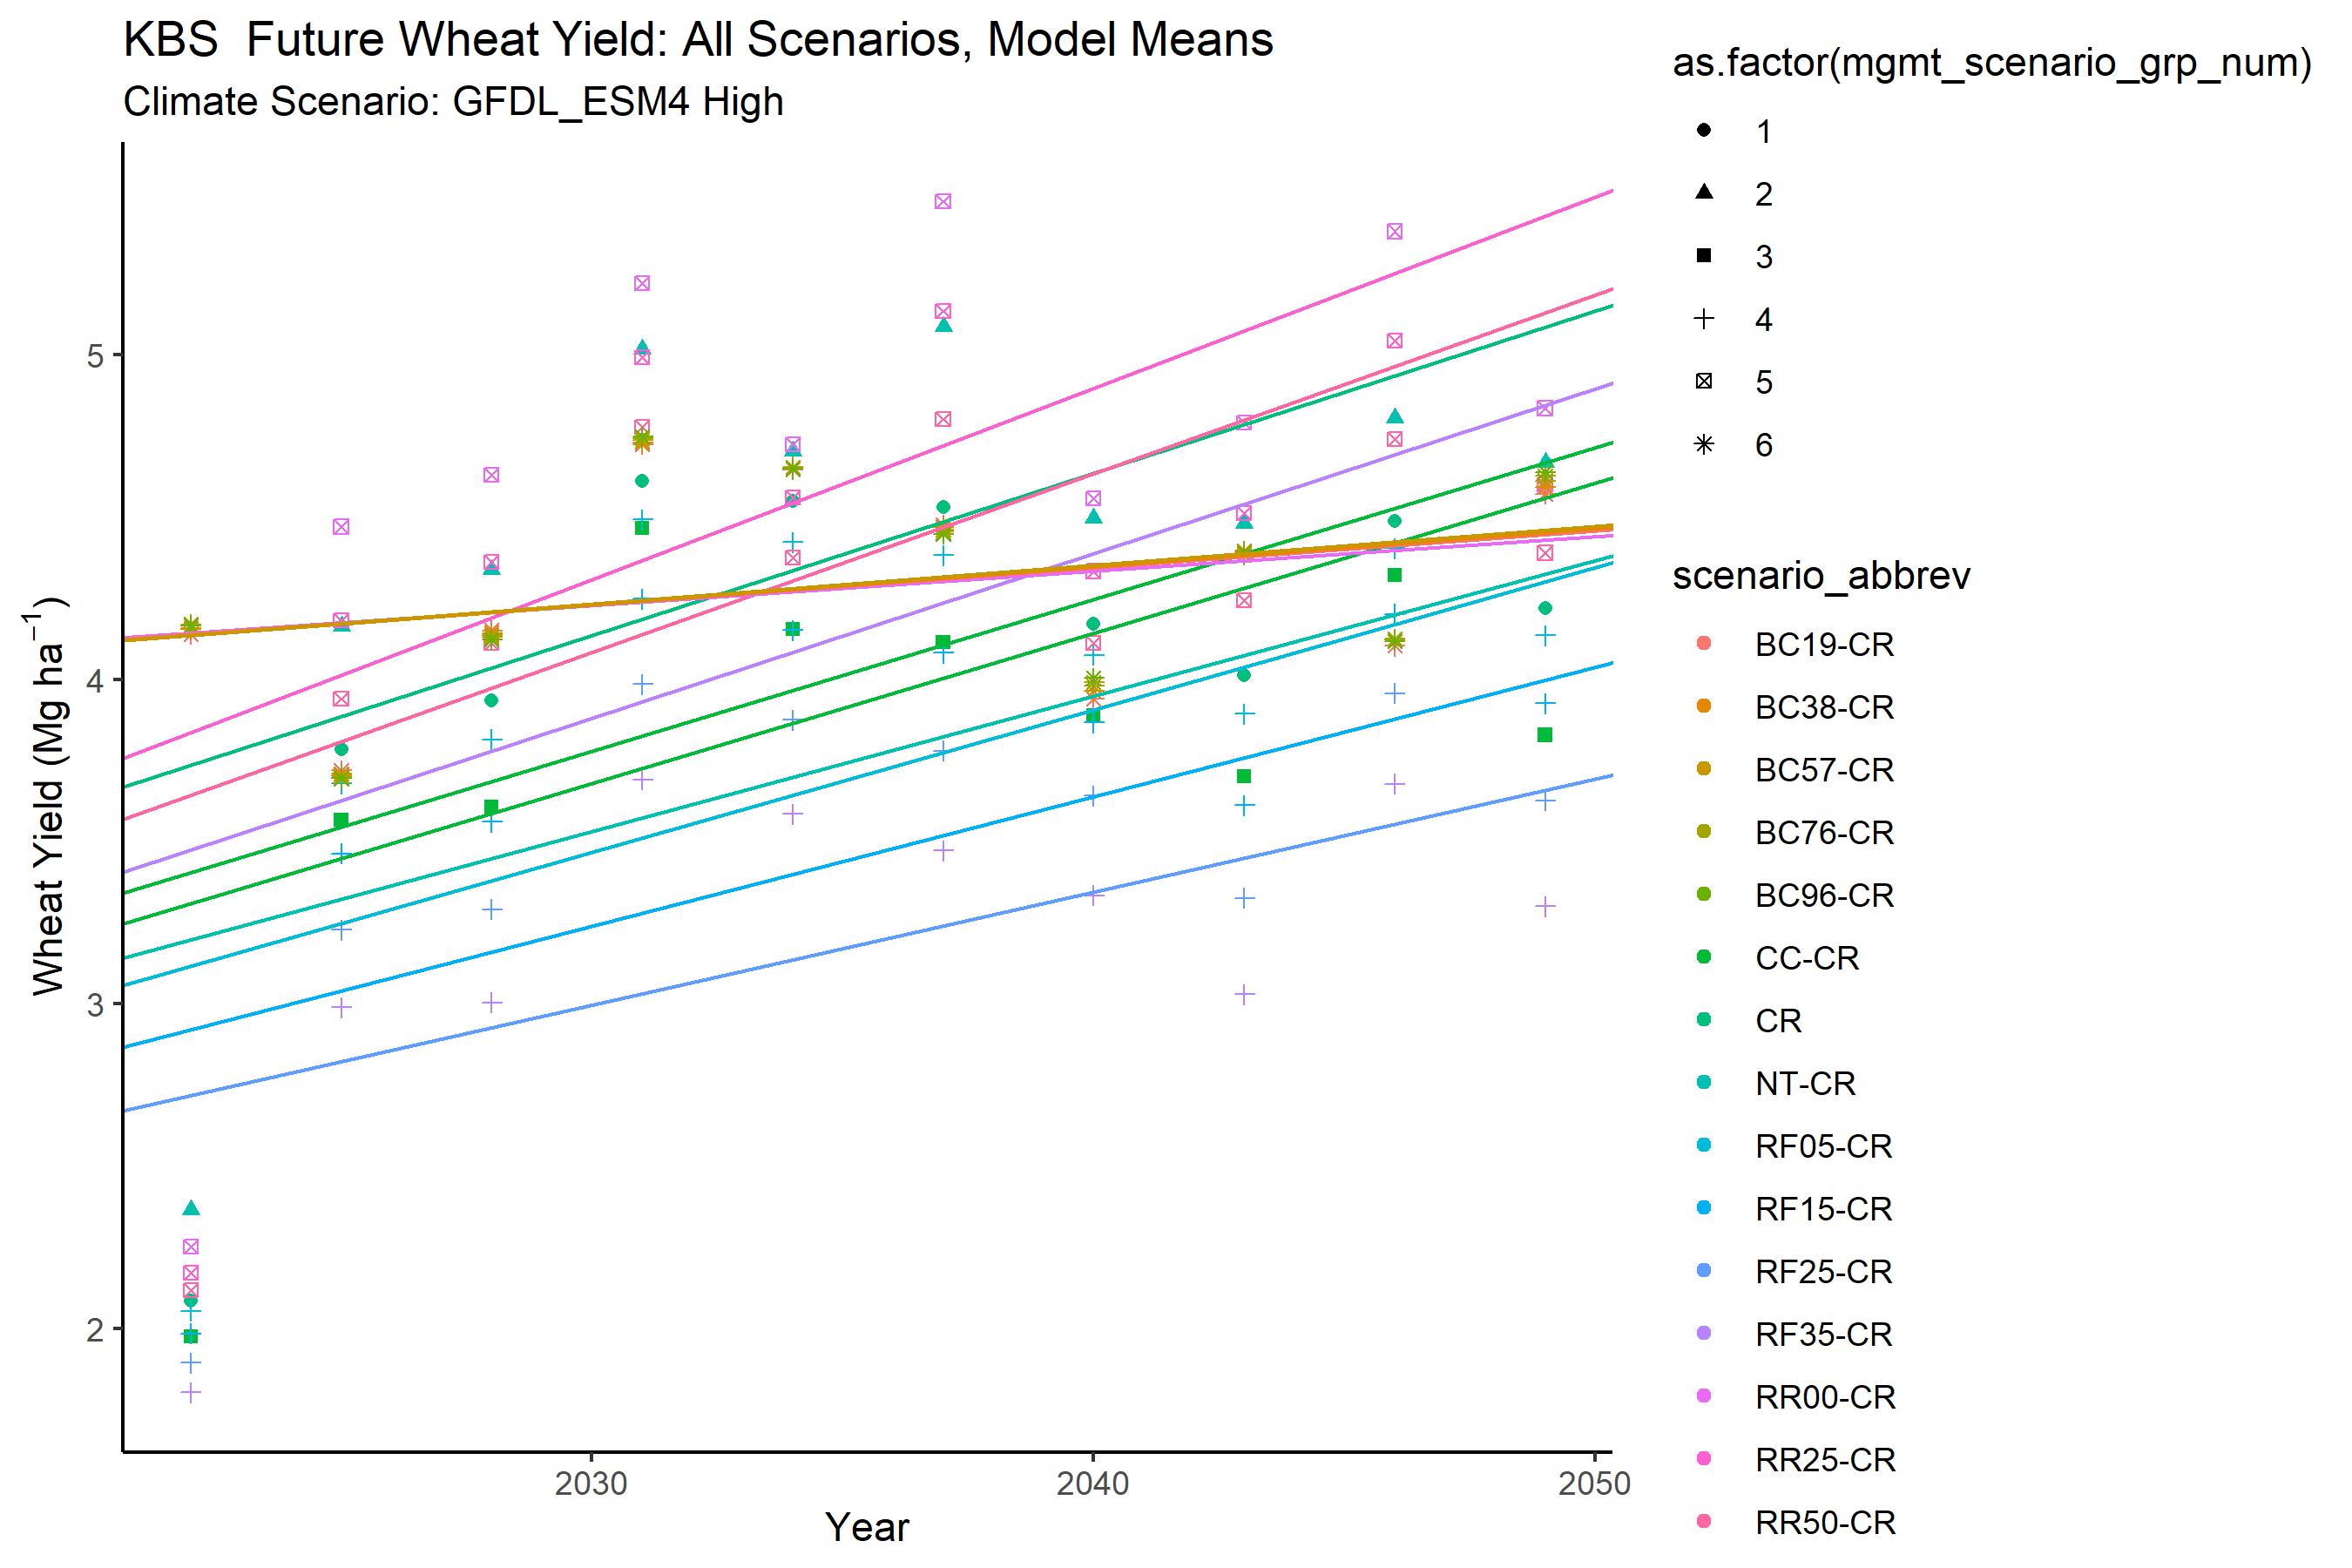 KBS  Future Wheat Yield: All Scenarios, Model Means
Climate Scenario: GFDL_ESM4 High
Wheat Yield (Mg ha⁻¹)
5
4
3
2
2030
2040
2050
Year
as.factor(mgmt_scenario_grp_num)
1
2
3
4
5
6
scenario_abbrev
BC19-CR
BC38-CR
BC57-CR
BC76-CR
BC96-CR
CC-CR
CR
NT-CR
RF05-CR
RF15-CR
RF25-CR
RF35-CR
RR00-CR
RR25-CR
RR50-CR